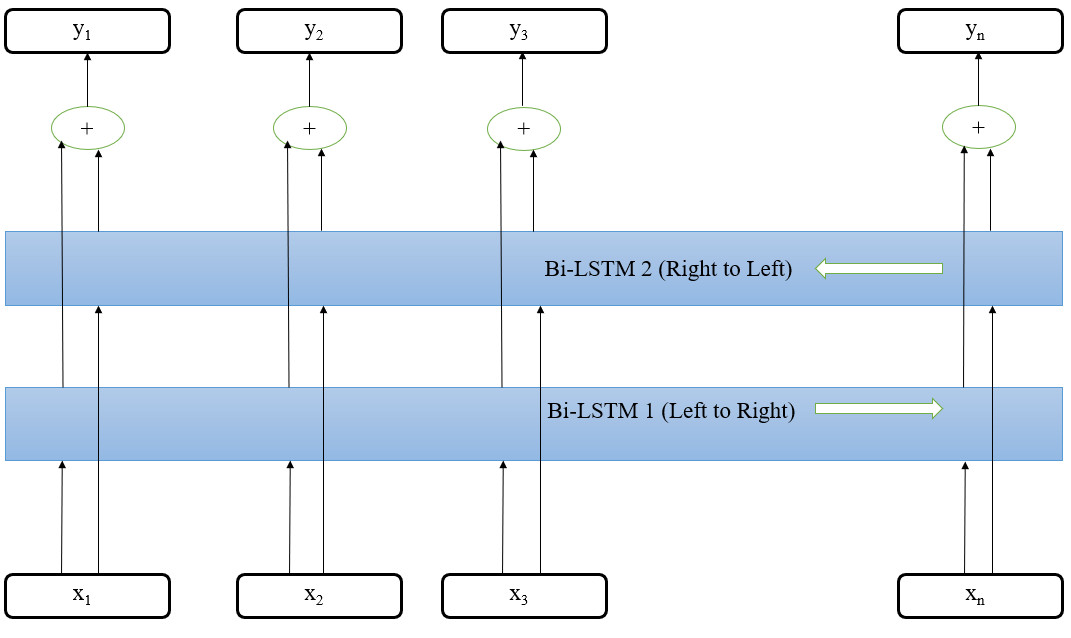 y₁ y₂ y₃ yₙ
+ + + +
Bi-LSTM 2 (Right to Left)
Bi-LSTM 1 (Left to Right)
x₁ x₂ x₃ xₙ